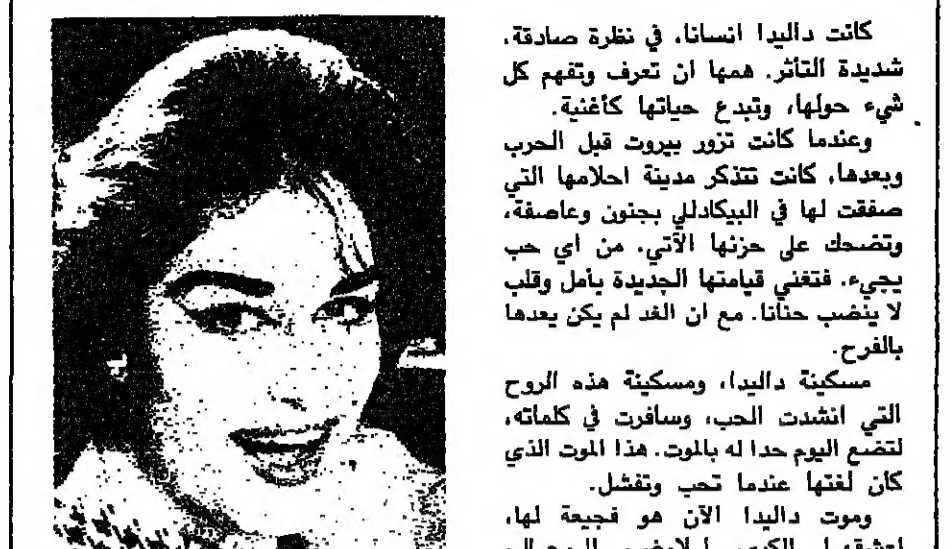 كانت داليدا انسانا، في نظرة صادقة،
شديدة التأثر. همها ان تعرف وتفهم كل
شيء حولها، وتبدع حياتها كأغنية.
وعندما كانت تزور بيروت قبل الحرب
وبعدها، كانت تتذكر مدينة احلامها التي
صفقت لها في البيكاديللي بجنون وعاصفة،
وتضحك على حزنها الآتي. من اي حب
يجيء. فتغني قيامتها الجديدة بأمل وقلب
لا ينضب حنانا. مع ان الغد لم يكن يعدها
بالفرح.
مسكينة داليدا، ومسكينة هذه الروح
التي انشدت الحب، وسافرت في كلماته،
لتضع اليوم حدا له بالموت. هذا الموت الذي
كان لغتها عندما تحب وتفشل.
وموت داليدا الآن هو فجيعة لها،